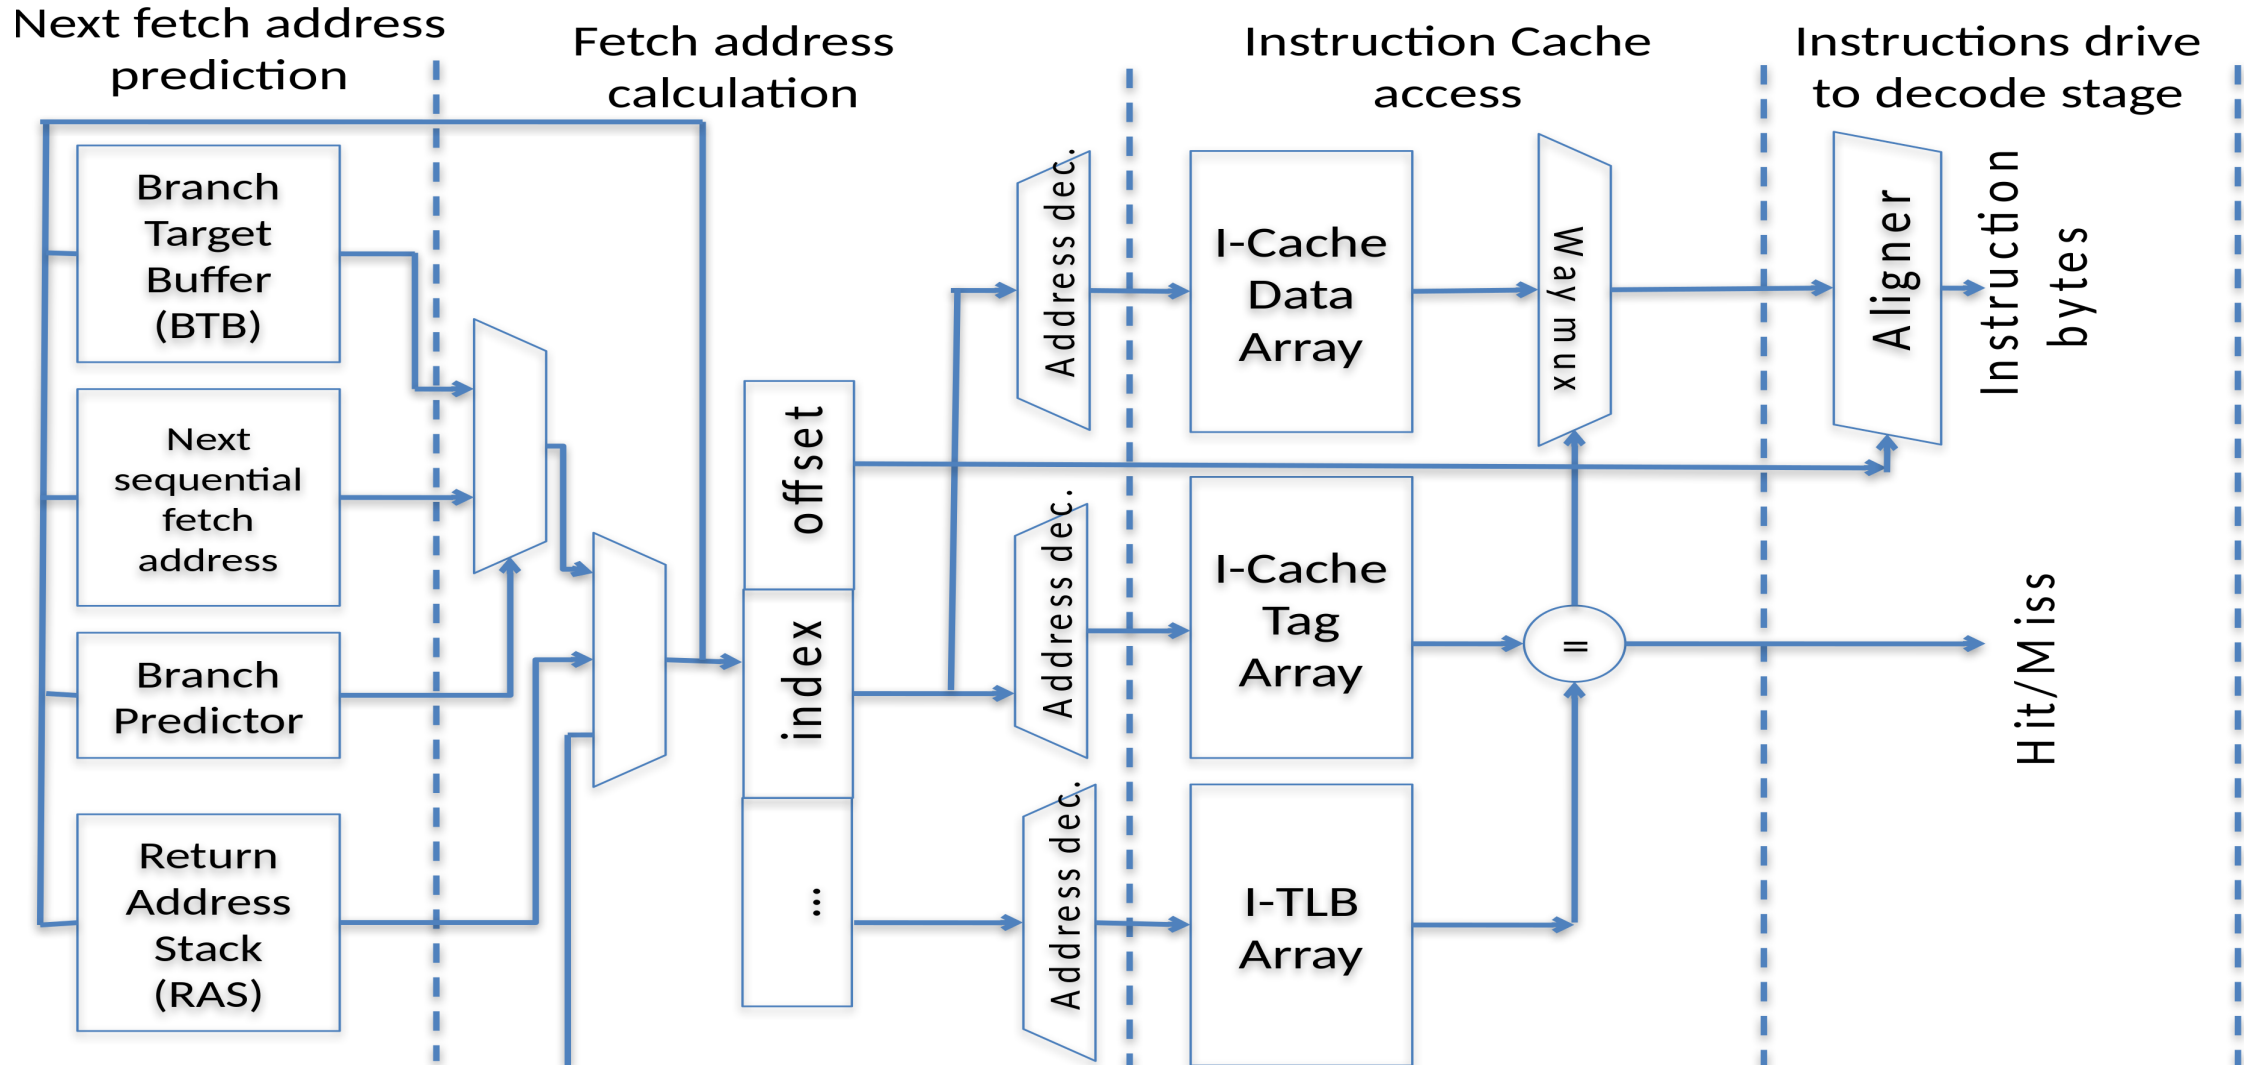 Next fetch address
prediction
Fetch address
calculation
Instruction Cache
access
Instructions drive
to decode stage
Branch
Target
Buffer
(BTB)
Next
sequential
fetch
address
Branch
Predictor
Return
Address
Stack
(RAS)
offset
index
...
Address dec.
Address dec.
Address dec.
I-Cache
Data
Array
I-Cache
Tag
Array
I-TLB
Array
Way mux
=
Aligner
Instruction
bytes
Hit/Miss